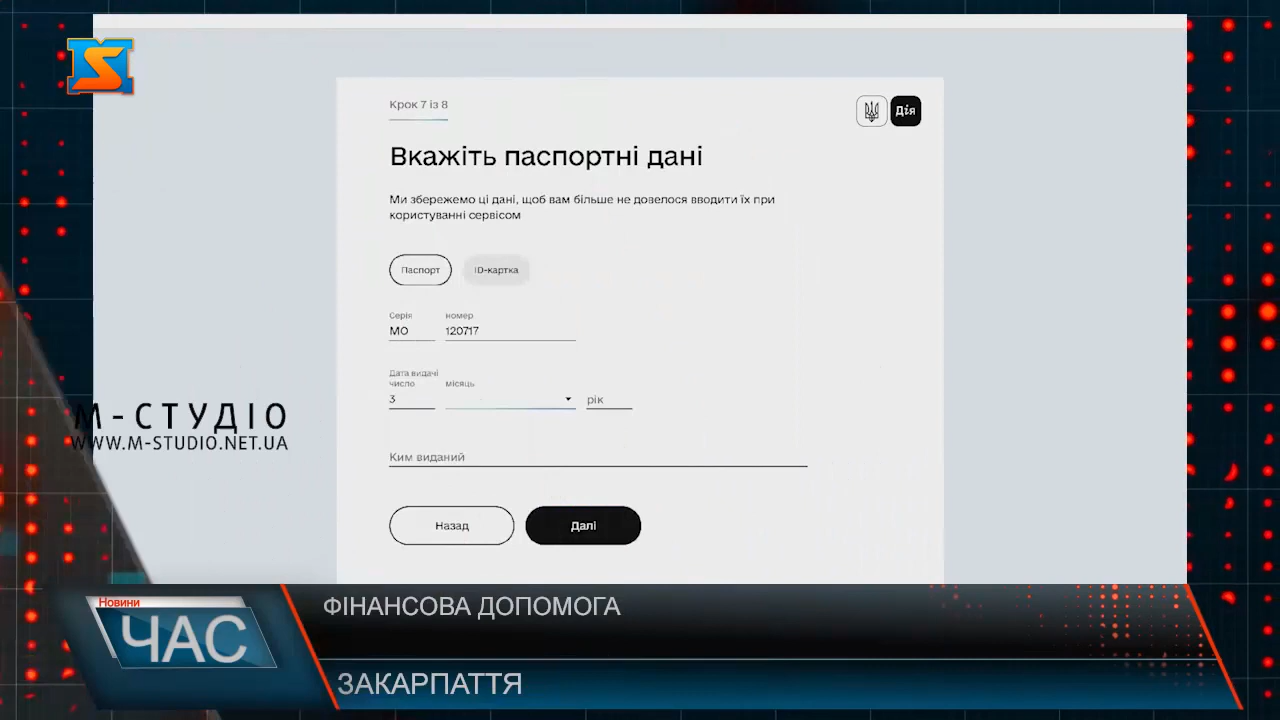 Крок 7 із 8
Дія
Вкажіть паспортні дані
Ми збережемо ці дані, щоб вам більше не довелося вводити їх при
користуванні сервісом
Паспорт
ID-картка
Серія
номер
МО
120717
Дата видачі
число
місяць
3
рік
Ким виданий
Назад
Далі
М-СТУДІО
WWW.M-STUDIO.NET.UA
Новини
ЧАС
ФІНАНСОВА ДОПОМОГА
ЗАКАРПАТТЯ